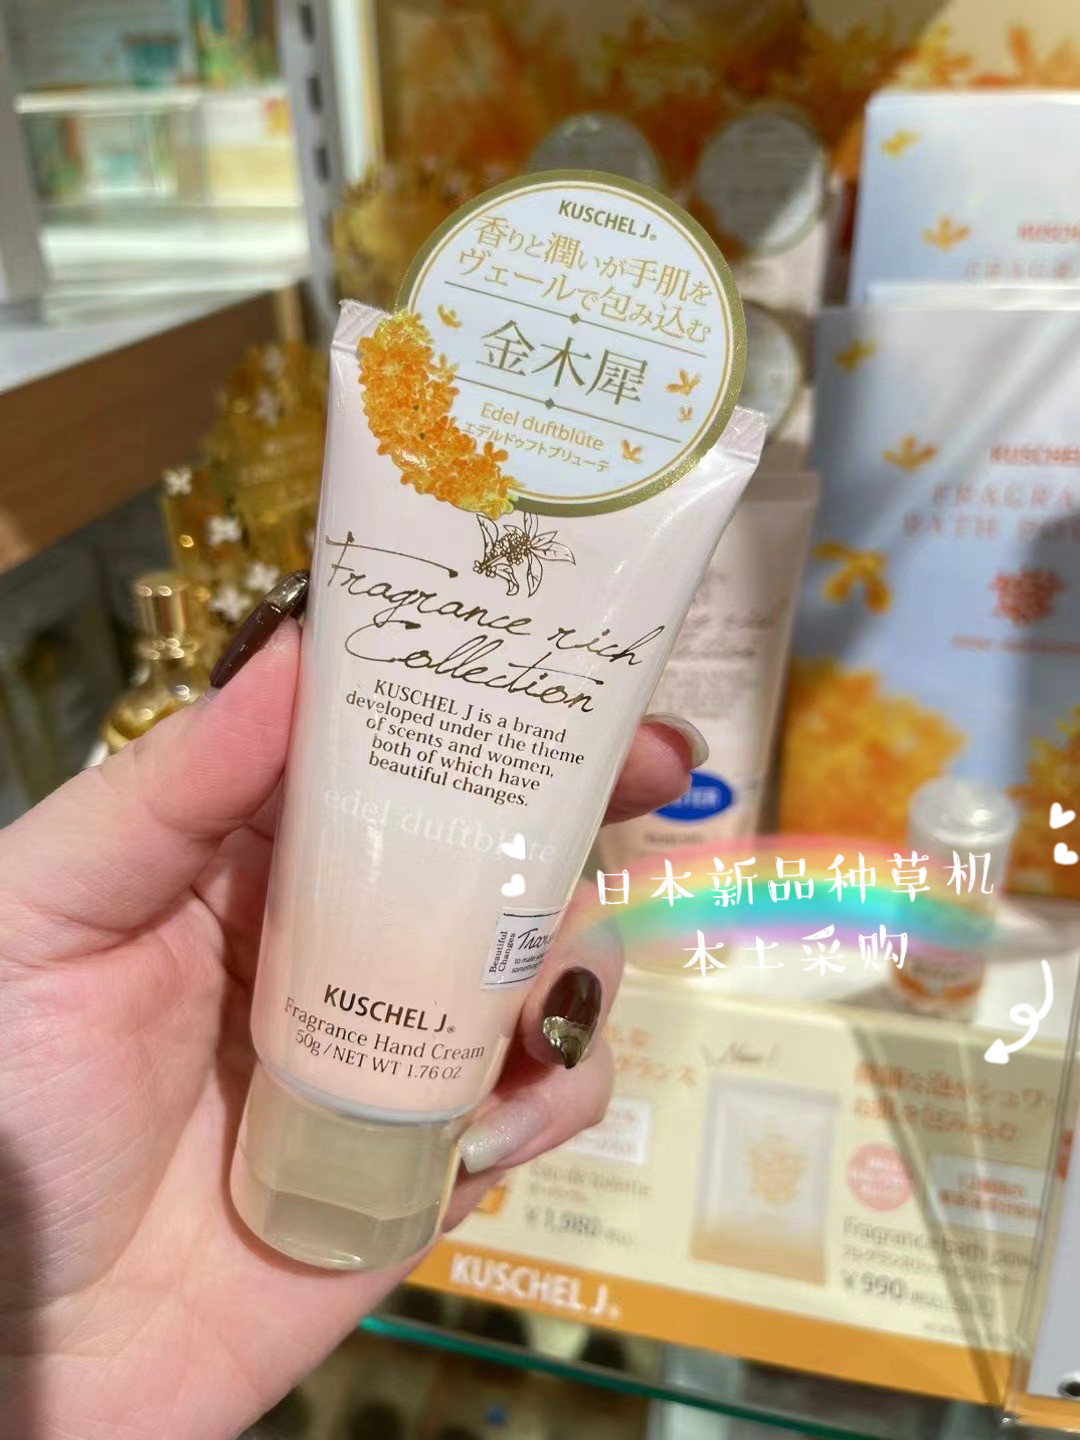 KUSCHEL J®
香りと潤いが手肌を
ヴェールで包み込む
金木犀
Edel duftblüte
エデルドゥフトブリューテ
Fragrance rich
Collection
KUSCHEL J is a brand
developed under the theme
of scents and women,
both of which have
beautiful changes.
edel duftblüte
Beautiful
Changes
KUSCHEL J®
Fragrance Hand Cream
50g/NET WT 1.76 OZ
日本新品种草机
本土采购
New!
Eau de toilette
¥1,980
Fragrance bath
¥990
KUSCHEL J®